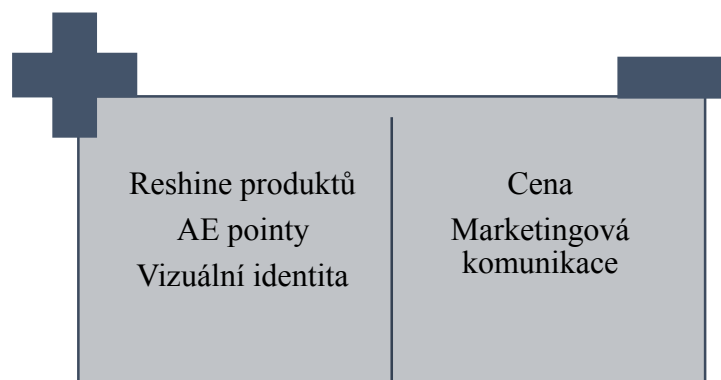 Reshine produktů
AE pointy
Vizuální identita
Cena
Marketingová
komunikace